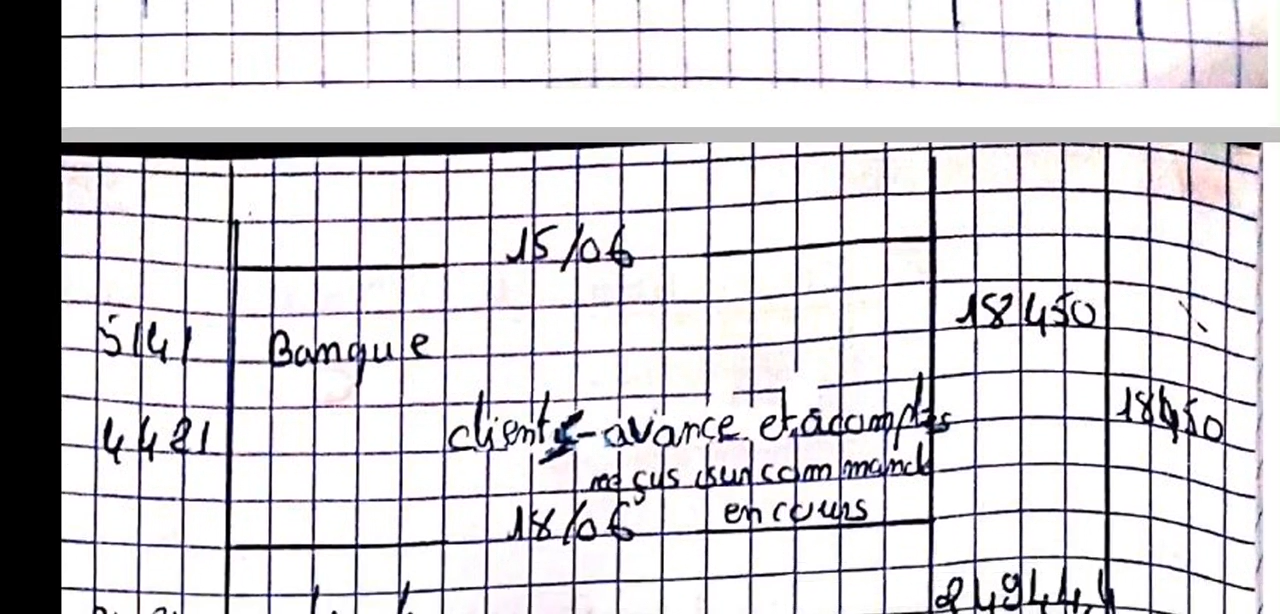 15/06
5141 Banque 18450
4421 clients-avance et acomptes 18450
reçus sur commande
18/06 en cours